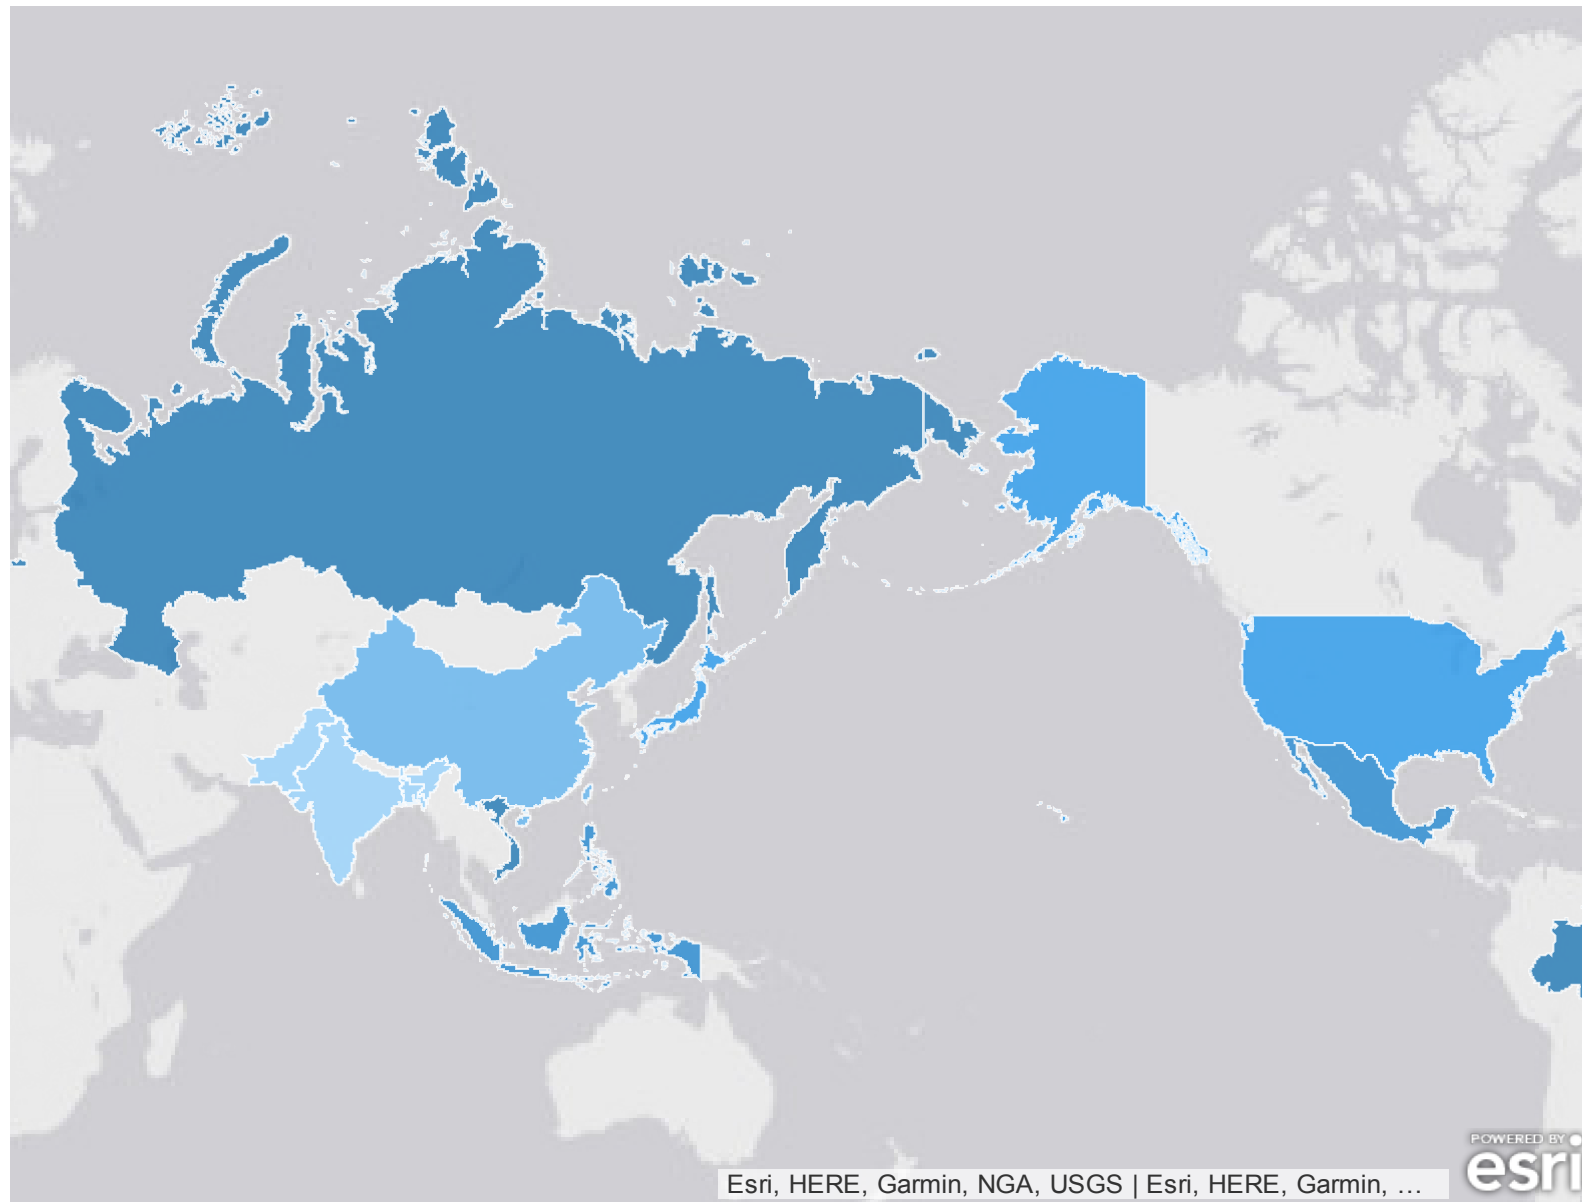 Esri, HERE, Garmin, NGA, USGS | Esri, HERE, Garmin, ...
POWERED BY
esri